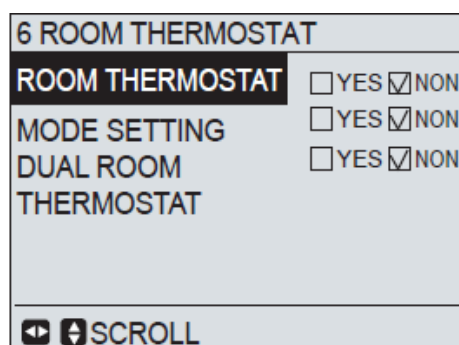 6 ROOM THERMOSTAT
ROOM THERMOSTAT YES NON
MODE SETTING YES NON
DUAL ROOM YES NON
THERMOSTAT
SCROLL